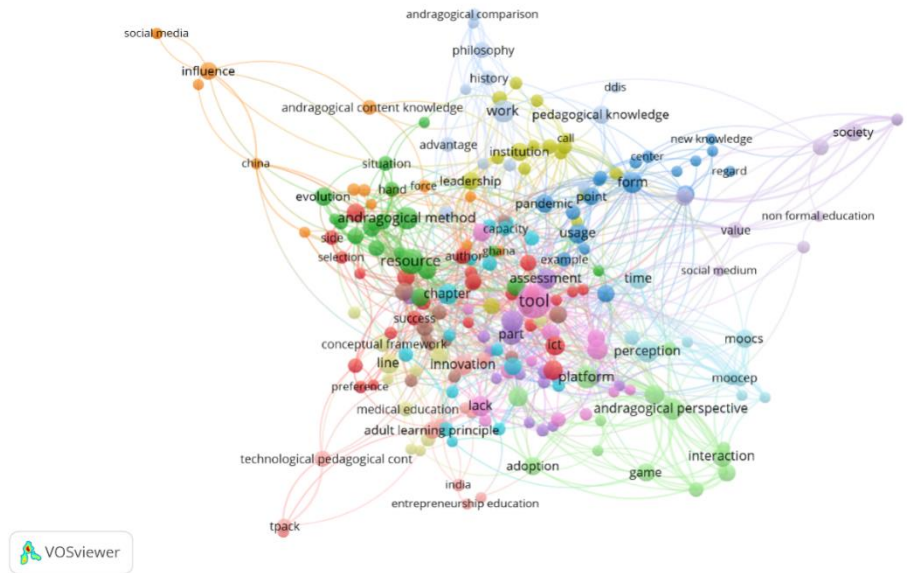 andragogical comparison
social media
philosophy
influence
history
ddis
andragogical content knowledge
work
pedagogical knowledge
society
call
new knowledge
advantage
institution
center
china
situation
regard
hand
force
leadership
form
evolution
pandemic
point
andragogical method
non formal education
capacity
usage
value
side
ghana
author
selection
resource
example
social medium
assessment
time
chapter
tool
success
part
moocs
conceptual framework
ict
perception
line
innovation
platform
moocep
preference
medical education
lack
andragogical perspective
adult learning principle
interaction
technological pedagogical cont
adoption
game
india
entrepreneurship education
tpack
VOSviewer